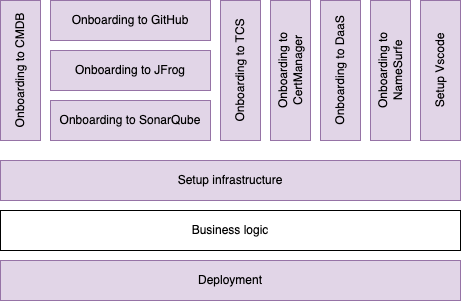 Onboarding to CMDB
Onboarding to GitHub
Onboarding to JFrog
Onboarding to SonarQube
Onboarding to TCS
Onboarding to
CertManager
Onboarding to DaaS
Onboarding to
NameSurfe
Setup Vscode
Setup infrastructure
Business logic
Deployment